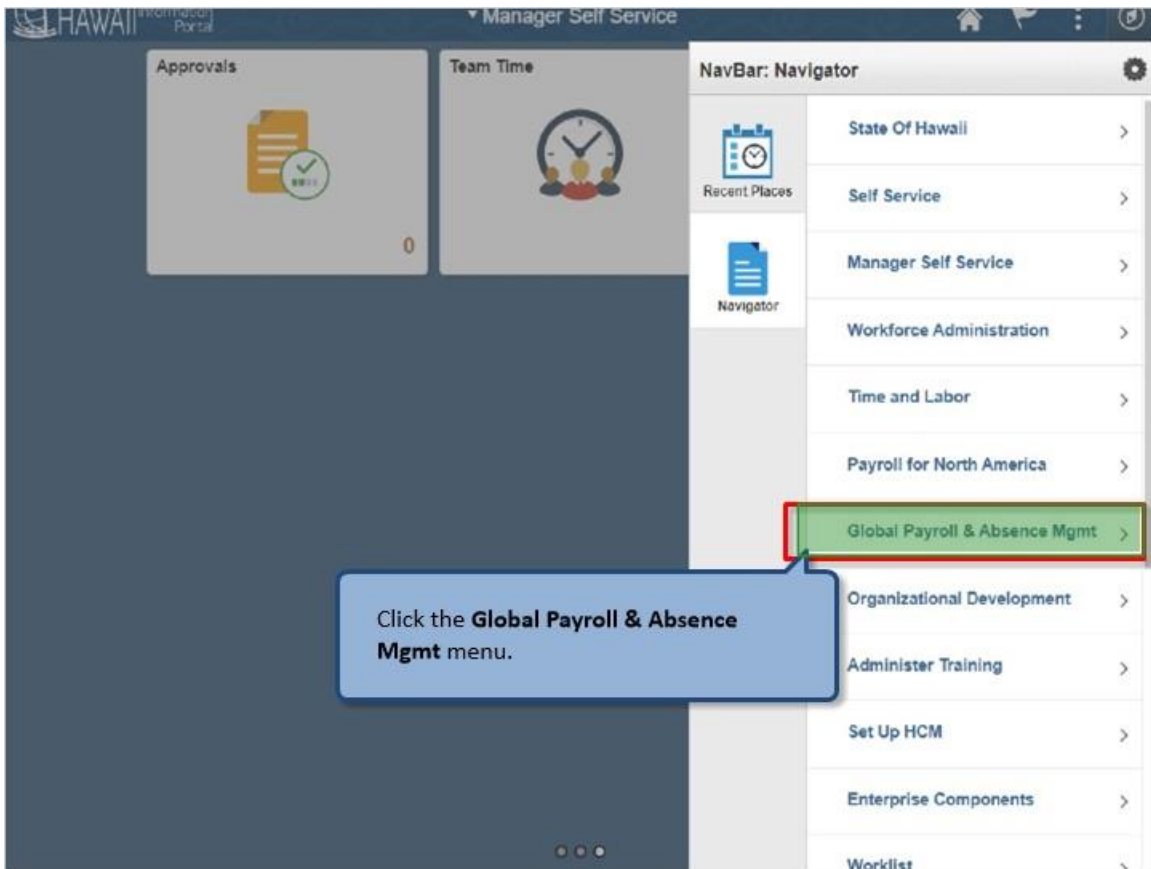 HAWAII Information
Portal
Manager Self Service
Approvals
0
Team Time
NavBar: Navigator
Recent Places
Navigator
State Of Hawaii
Self Service
Manager Self Service
Workforce Administration
Time and Labor
Payroll for North America
Global Payroll & Absence Mgmt
Organizational Development
Administer Training
Set Up HCM
Enterprise Components
Worklist
Click the Global Payroll & Absence
Mgmt menu.